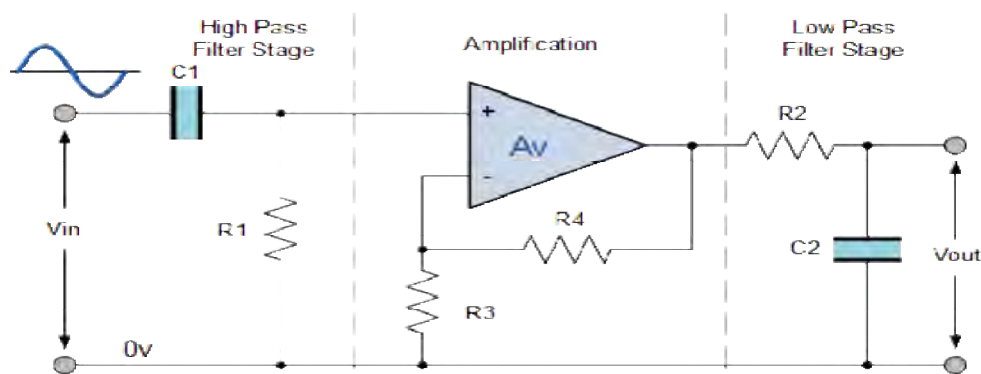 High Pass
Filter Stage
Amplification
Low Pass
Filter Stage
C1
R2
+
Av
-
R4
Vin
R1
C2
Vout
R3
0v